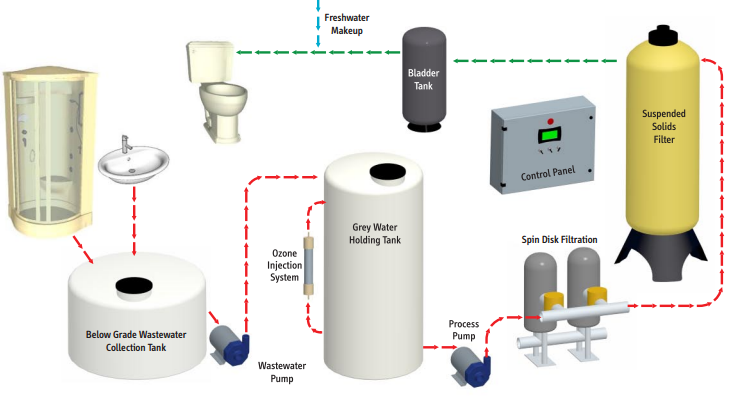 Freshwater
Makeup
Bladder
Tank
Suspended
Solids
Filter
Control Panel
Grey Water
Holding Tank
Spin Disk Filtration
Ozone
Injection
System
Below Grade Wastewater
Collection Tank
Process
Pump
Wastewater
Pump